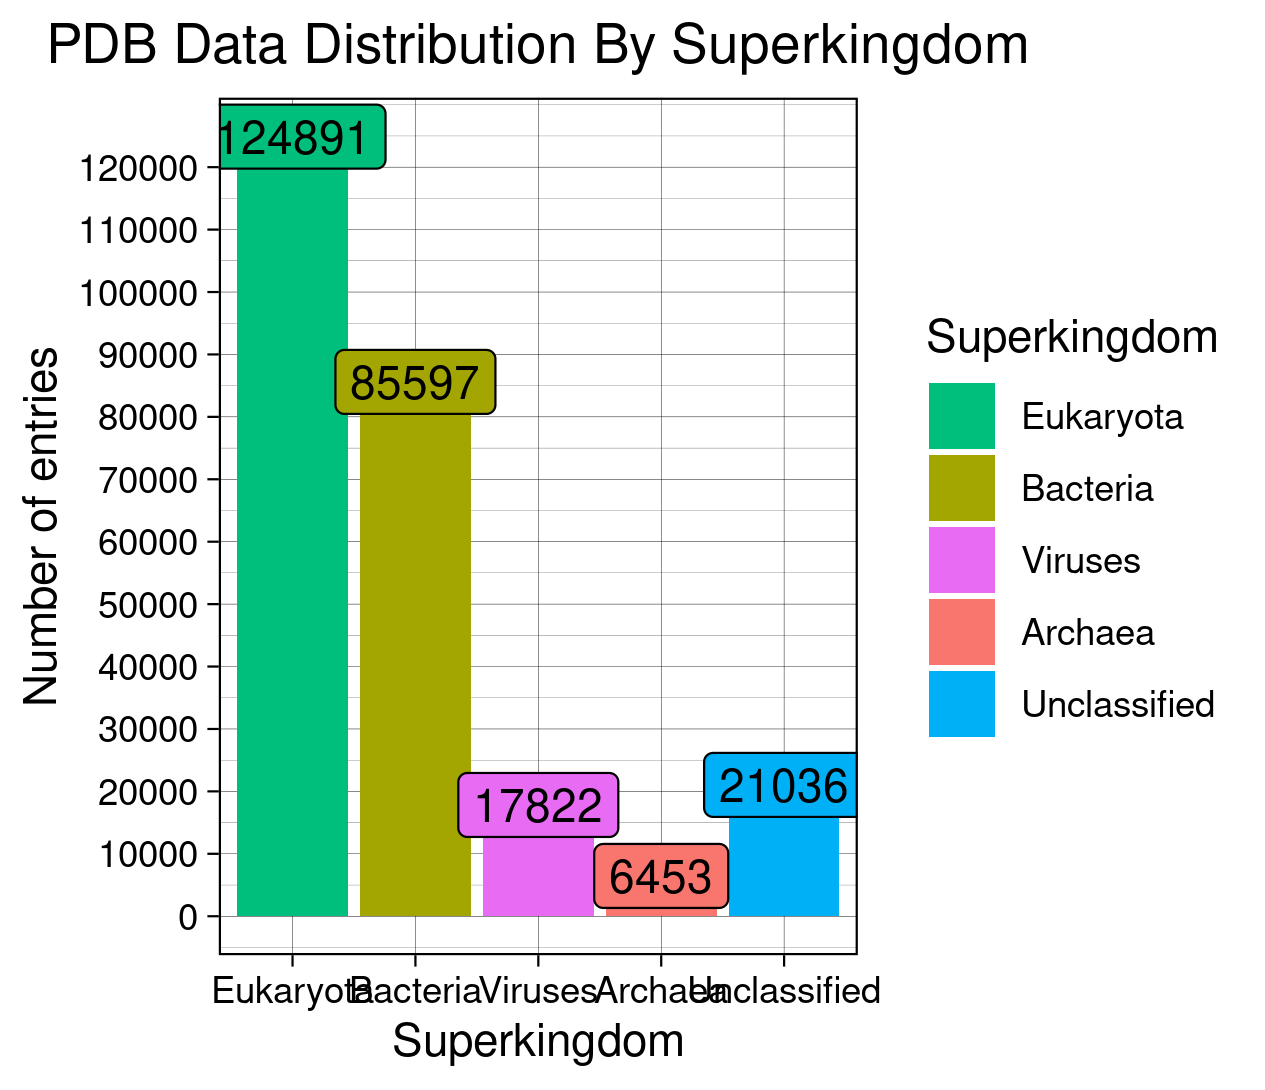 PDB Data Distribution By Superkingdom
124891
120000
110000
100000
90000
85597
80000
70000
60000
50000
40000
30000
20000
10000
0
17822
6453
21036
Number of entries
Eukaryota
Bacteria
Viruses
Archaea
Unclassified
Superkingdom
Superkingdom
Eukaryota
Bacteria
Viruses
Archaea
Unclassified